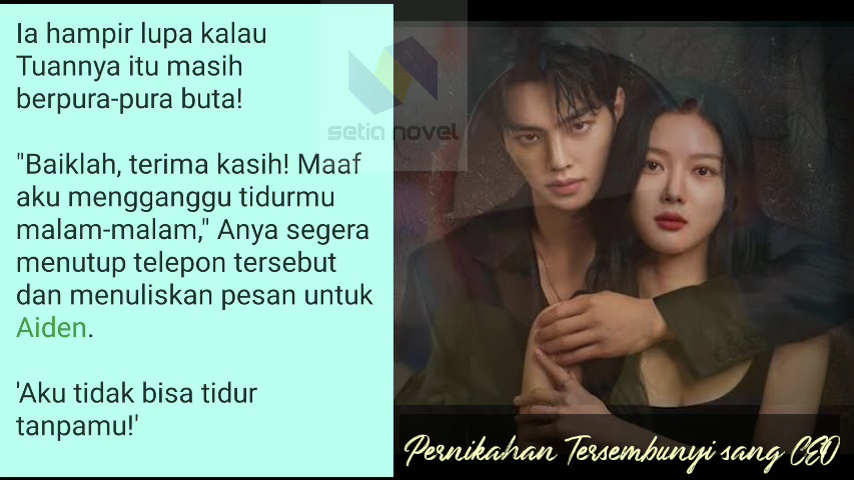 Ia hampir lupa kalau
Tuannya itu masih
berpura-pura buta!
"Baiklah, terima kasih! Maaf
aku mengganggu tidurmu
malam-malam," Anya segera
menutup telepon tersebut
dan menuliskan pesan untuk
Aiden.
'Aku tidak bisa tidur
tanpamu!'
setia novel
Pernikahan Tersembunyi sang CEO